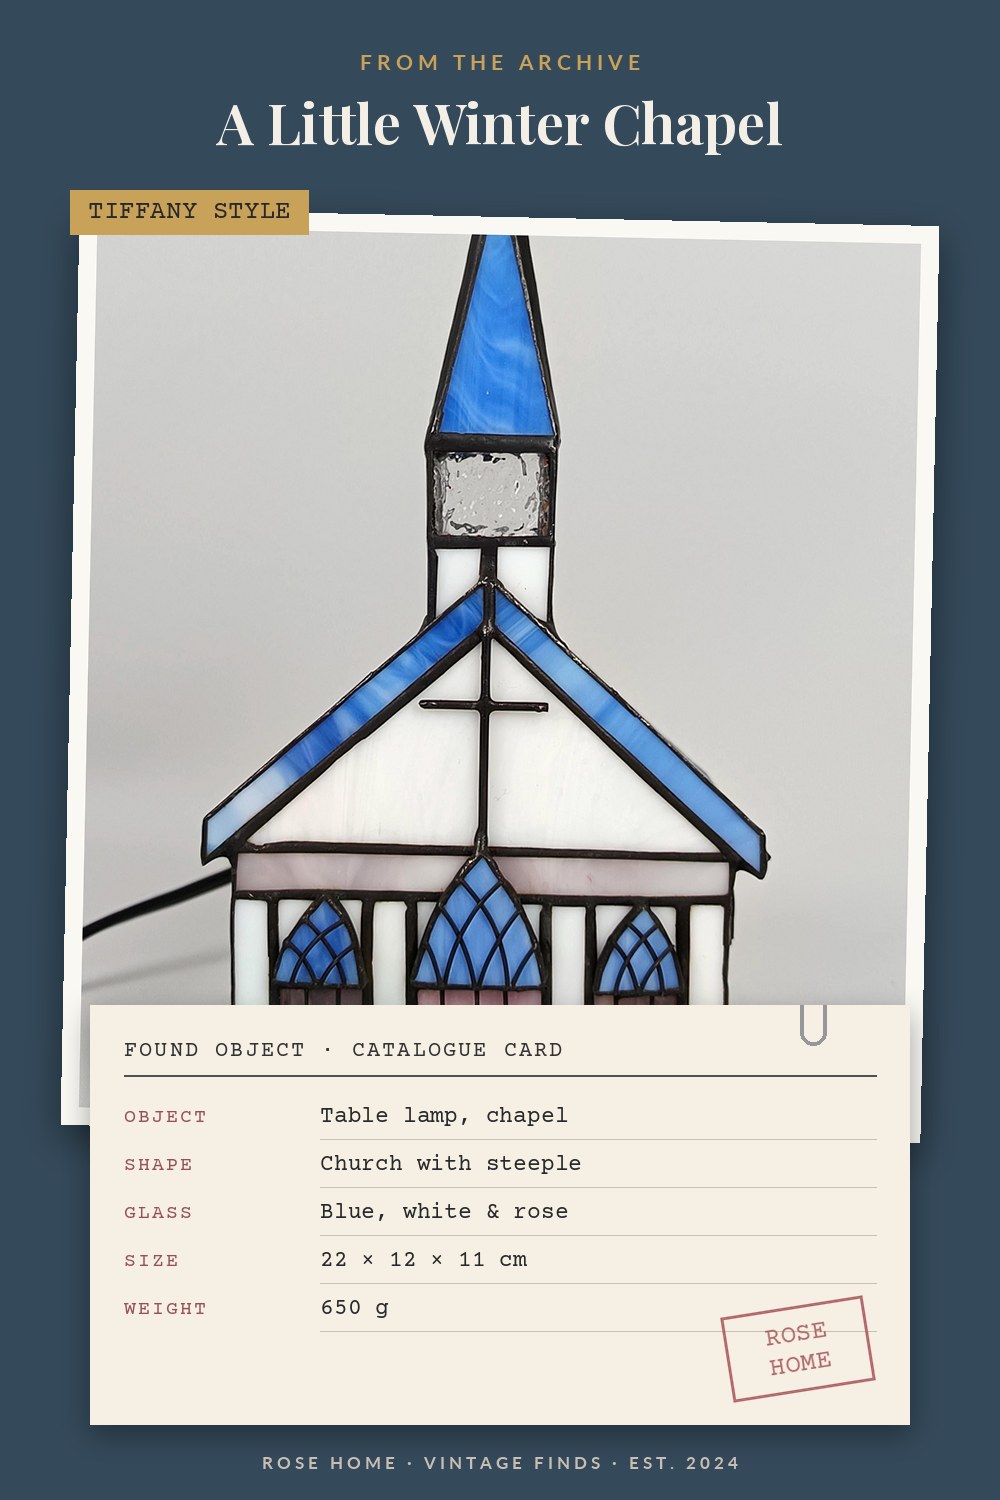 FROM THE ARCHIVE
A Little Winter Chapel
TIFFANY STYLE
FOUND OBJECT · CATALOGUE CARD
OBJECT Table lamp, chapel
SHAPE Church with steeple
GLASS Blue, white & rose
SIZE 22 × 12 × 11 cm
WEIGHT 650 g
ROSE
HOME
ROSE HOME · VINTAGE FINDS · EST. 2024